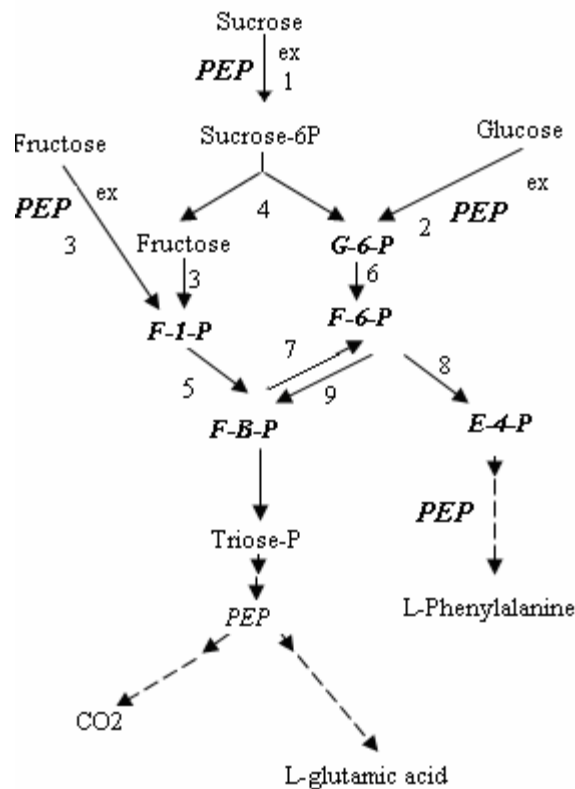 Sucrose
PEP ex
1
Fructose Sucrose-6P Glucose
PEP ex ex
3 4 2 PEP
Fructose G-6-P
3 6
F-1-P F-6-P
7 8
5 9
F-B-P E-4-P
PEP
Triose-P
L-Phenylalanine
PEP
CO2
L-glutamic acid